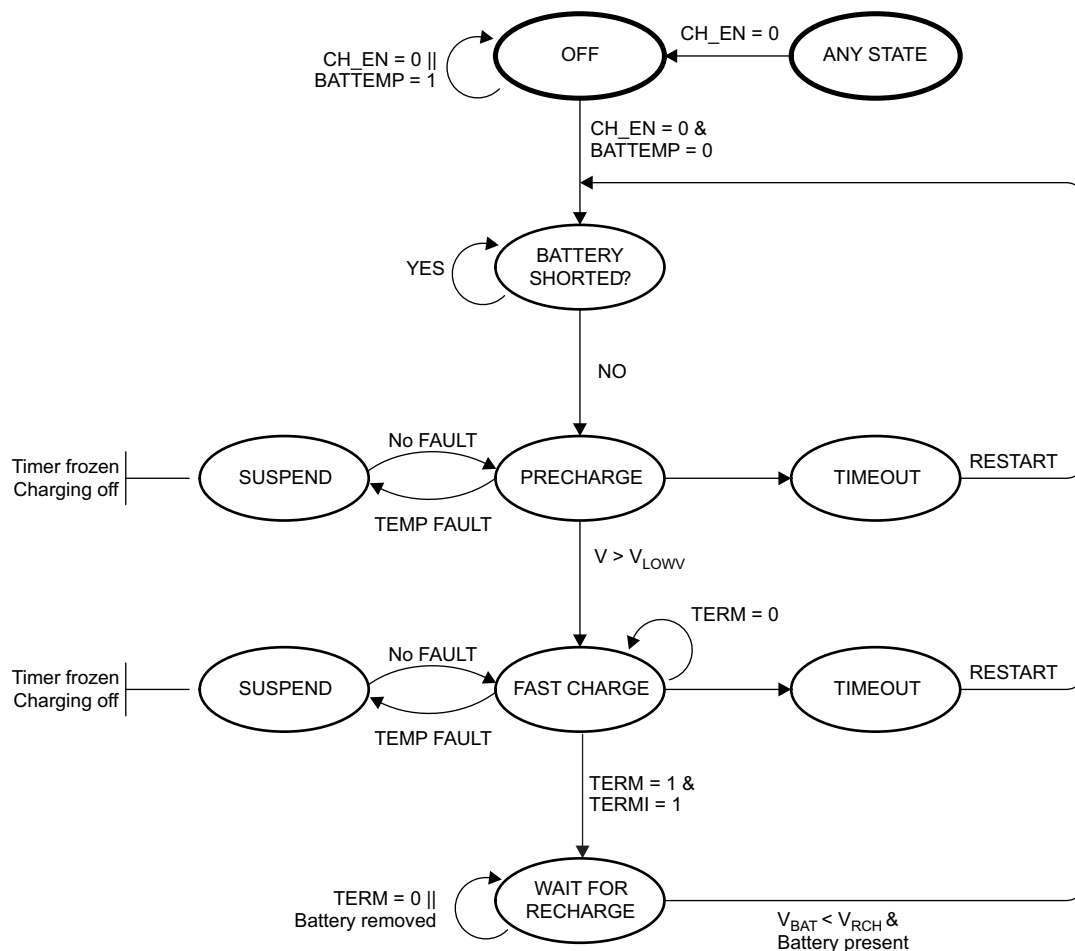 CH_EN = 0
OFF
ANY STATE
CH_EN = 0 ||
BATTEMP = 1
CH_EN = 0 &
BATTEMP = 0
BATTERY
SHORTED?
YES
NO
No FAULT
Timer frozen
Charging off
SUSPEND
PRECHARGE
TIMEOUT
RESTART
TEMP FAULT
V > VLOWV
TERM = 0
No FAULT
Timer frozen
Charging off
SUSPEND
FAST CHARGE
TIMEOUT
RESTART
TEMP FAULT
TERM = 1 &
TERMI = 1
TERM = 0 ||
Battery removed
WAIT FOR
RECHARGE
VBAT < VRCH &
Battery present